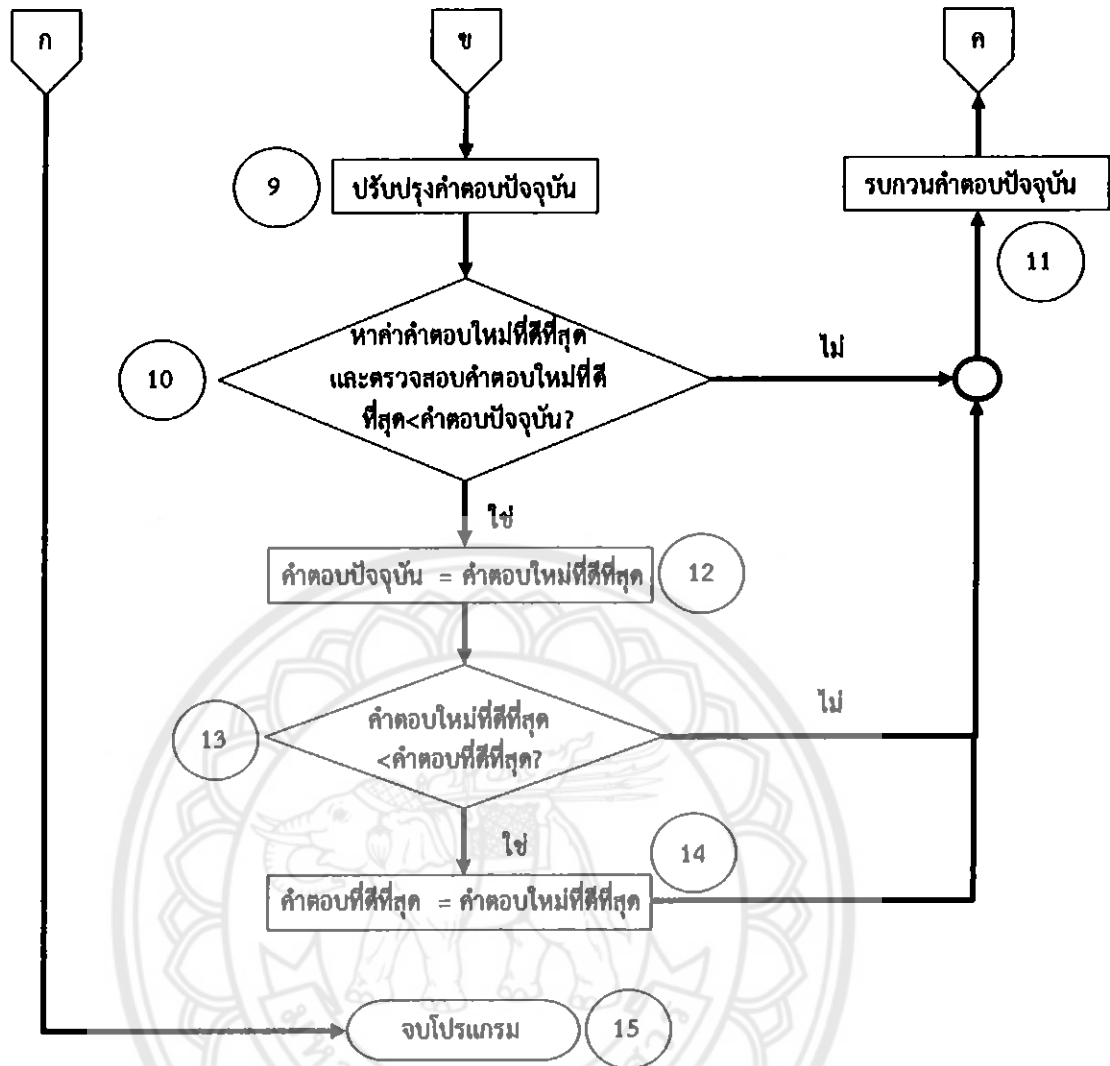 ก
ข
ค
9
ปรับปรุงคำตอบปัจจุบัน
รบกวนคำตอบปัจจุบัน
11
10
หาค่าคำตอบใหม่ที่ดีที่สุด
และตรวจสอบคำตอบใหม่ที่ดี
ที่สุด<คำตอบปัจจุบัน?
ไม่
ใช่
คำตอบปัจจุบัน = คำตอบใหม่ที่ดีที่สุด
12
13
คำตอบใหม่ที่ดีที่สุด
<คำตอบที่ดีที่สุด?
ไม่
ใช่
14
คำตอบที่ดีที่สุด = คำตอบใหม่ที่ดีที่สุด
จบโปรแกรม
15